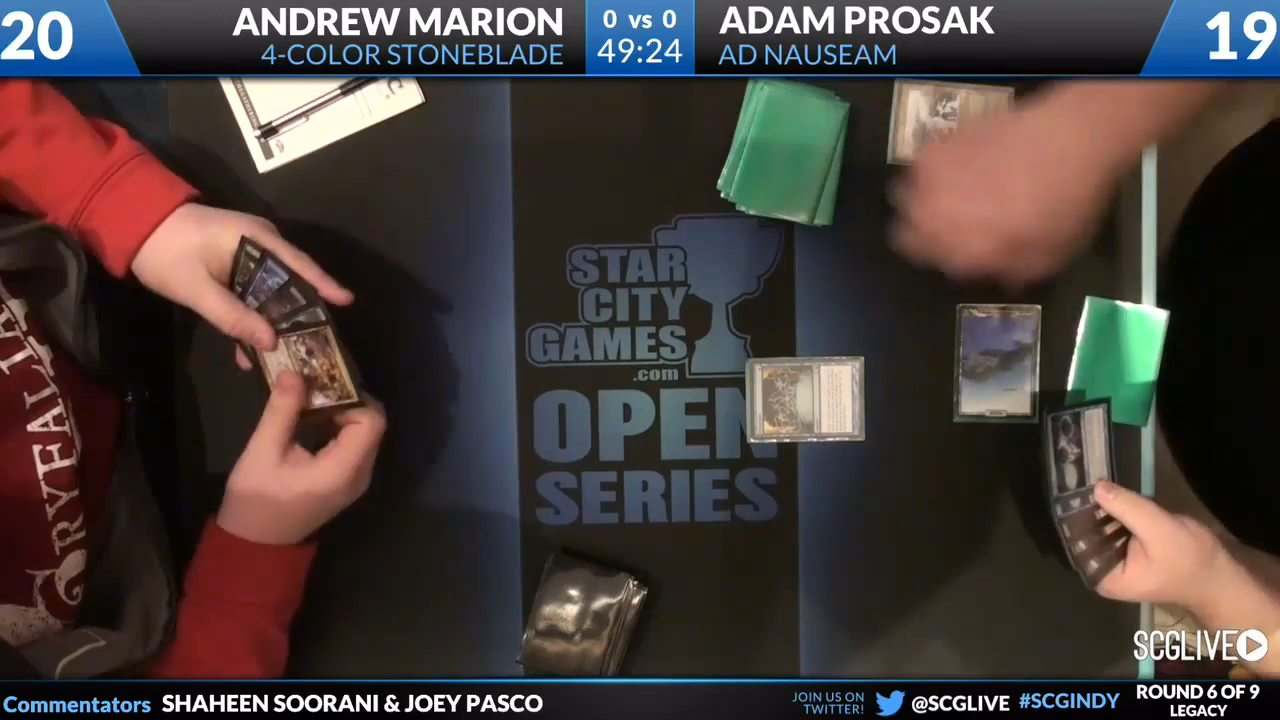 20
ANDREW MARION
4-COLOR STONEBLADE
0 vs 0
49:24
ADAM PROSAK
AD NAUSEAM
19
STAR
CITY
GAMES
.com
OPEN
SERIES
SCGLIVE
Commentators SHAHEEN SOORANI & JOEY PASCO
JOIN US ON
TWITTER!
@SCGLIVE #SCGINDY
ROUND 6 OF 9
LEGACY